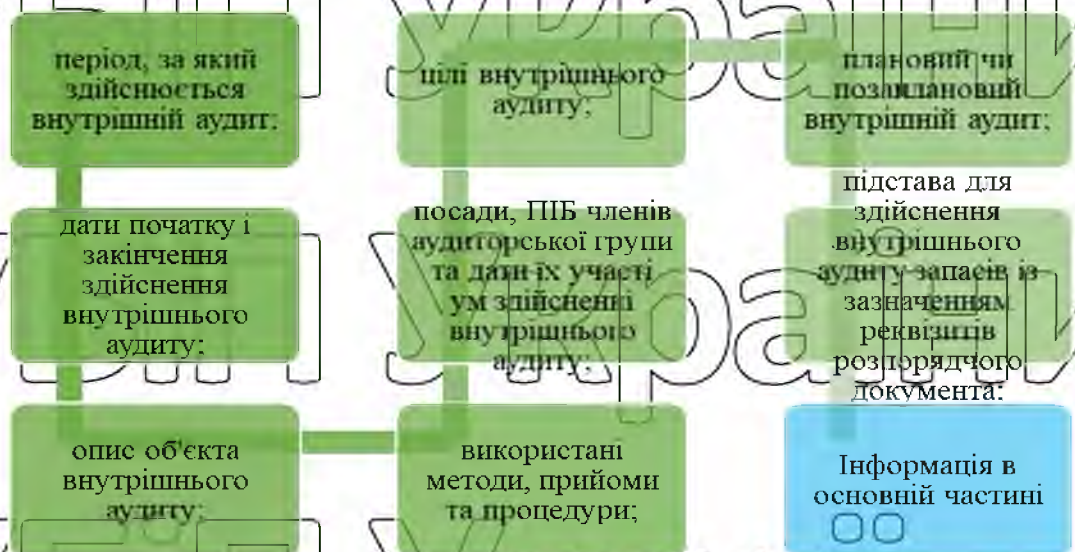 період, за який
здійснюється
внутрішній аудит;
дати початку і
закінчення
здійснення
внутрішнього
аудиту;
опис об'єкта
внутрішнього
аудиту;
використані
методи, прийоми
та процедури;
посади, ПІБ членів
аудиторської групи
та дати їх участі
ум здійсненні
внутрішнього
аудиту;
цілі внутрішнього
аудиту;
плановий чи
позаплановий
внутрішній аудит;
підстава для
здійснення
внутрішнього
аудиту запасів із
зазначенням
реквізитів
розпорядчого
документа:
Інформація в
основній частині